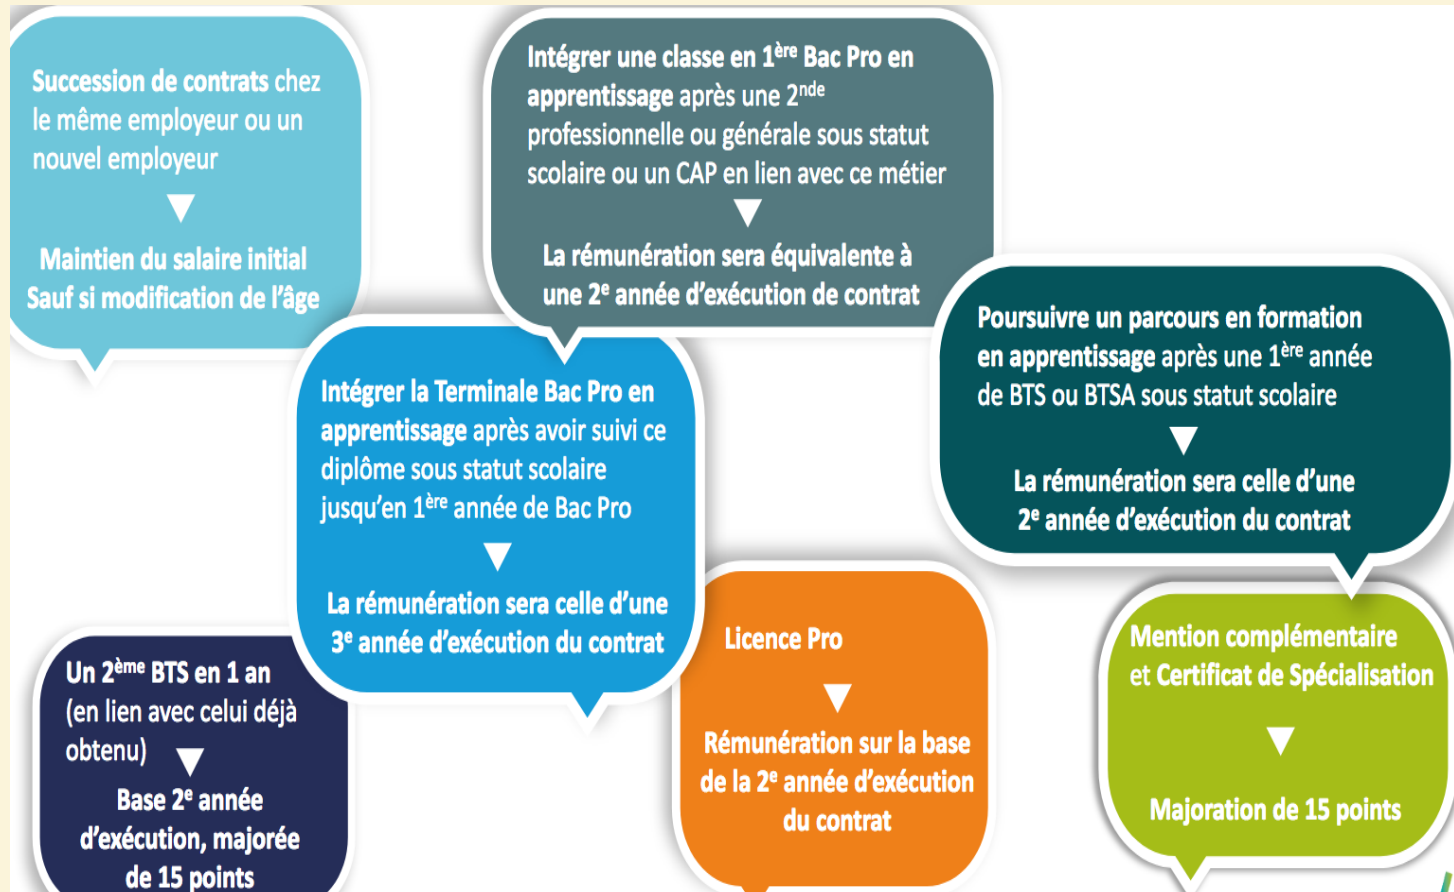 Succession de contrats chez
le même employeur ou un
nouvel employeur
▼
Maintien du salaire initial
Sauf si modification de l’âge
Intégrer une classe en 1ère Bac Pro en
apprentissage après une 2nde
professionnelle ou générale sous statut
scolaire ou un CAP en lien avec ce métier
▼
La rémunération sera équivalente à
une 2e année d’exécution de contrat
Poursuivre un parcours en formation
en apprentissage après une 1ère année
de BTS ou BTSA sous statut scolaire
▼
La rémunération sera celle d’une
2e année d’exécution du contrat
Intégrer la Terminale Bac Pro en
apprentissage après avoir suivi ce
diplôme sous statut scolaire
jusqu’en 1ère année de Bac Pro
▼
La rémunération sera celle d’une
3e année d’exécution du contrat
Un 2ème BTS en 1 an
(en lien avec celui déjà
obtenu) ▼
Base 2e année
d’exécution, majorée
de 15 points
Licence Pro
▼
Rémunération sur la base
de la 2e année d’exécution
du contrat
Mention complémentaire
et Certificat de Spécialisation
▼
Majoration de 15 points